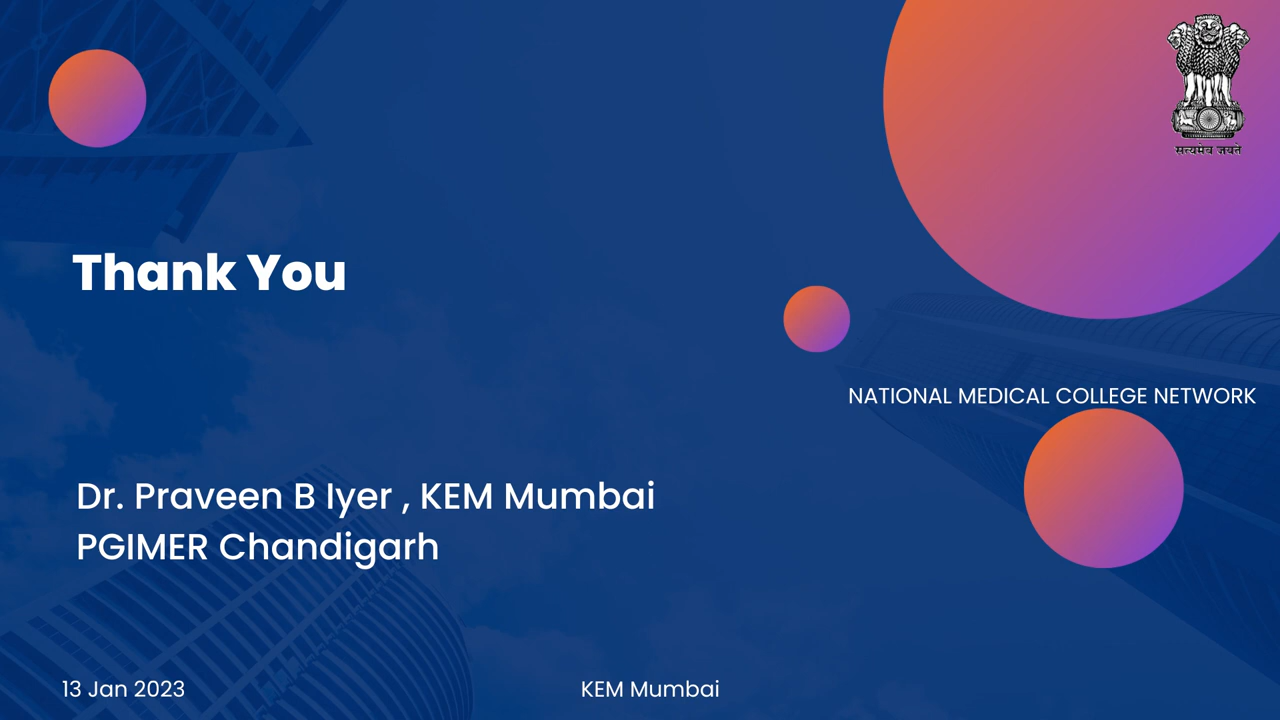 सत्यमेव जयते
Thank You
NATIONAL MEDICAL COLLEGE NETWORK
Dr. Praveen B Iyer , KEM Mumbai
PGIMER Chandigarh
13 Jan 2023
KEM Mumbai